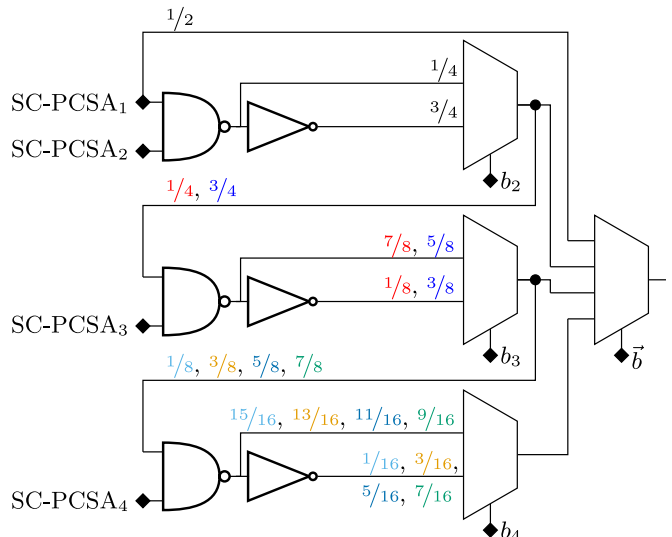 1/2
1/4
SC-PCSA1
3/4
SC-PCSA2
b2
1/4, 3/4
7/8, 5/8
1/8, 3/8
SC-PCSA3
b3
b⃗
1/8, 3/8, 5/8, 7/8
15/16, 13/16, 11/16, 9/16
1/16, 3/16,
5/16, 7/16
SC-PCSA4
b4